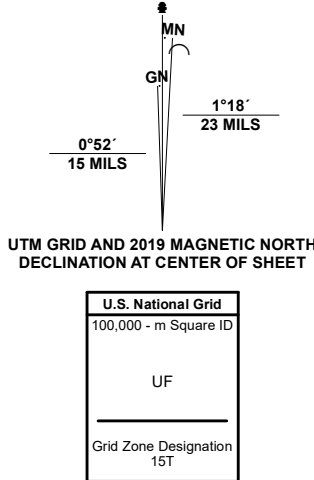 MN
GN
1°18´
23 MILS
0°52´
15 MILS
UTM GRID AND 2019 MAGNETIC NORTH
DECLINATION AT CENTER OF SHEET
U.S. National Grid
100,000 - m Square ID
UF
Grid Zone Designation
15T